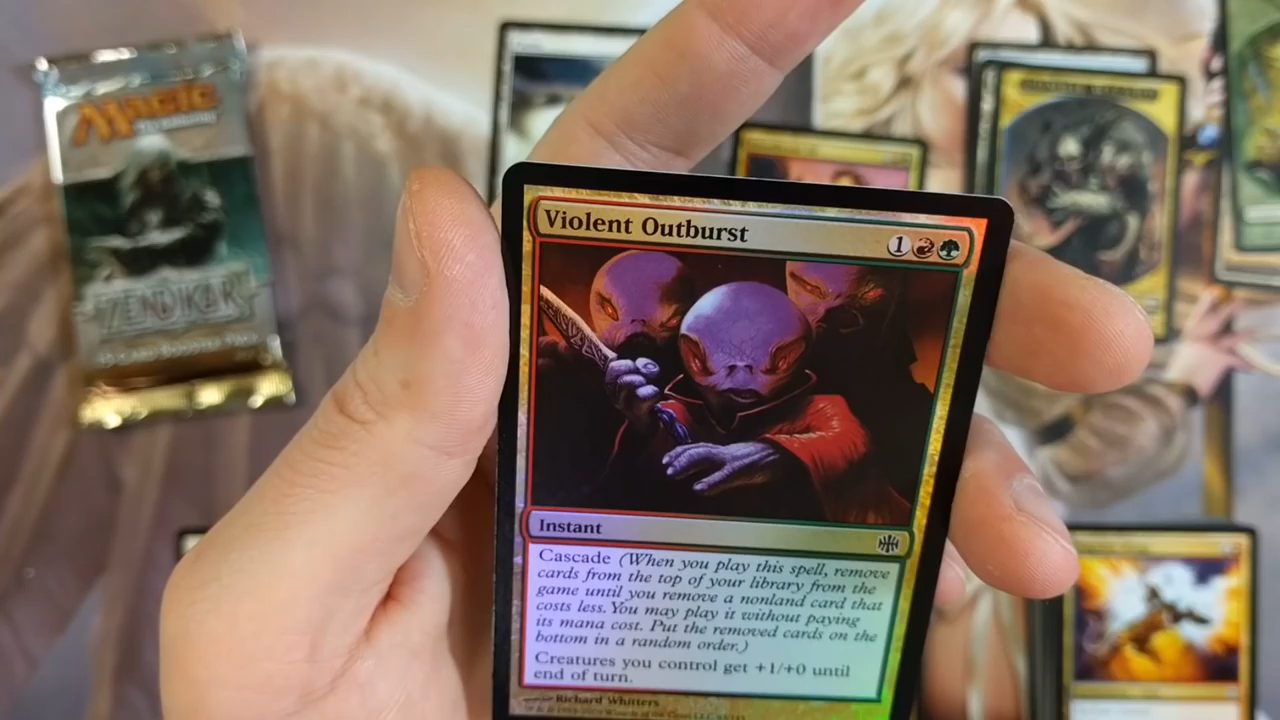 MAGIC
ZENDIKAR
Violent Outburst
1
Instant
Cascade (When you play this spell, remove
cards from the top of your library from the
game until you remove a nonland card that
costs less. You may play it without paying
its mana cost. Put the removed cards on the
bottom in a random order.)
Creatures you control get +1/+0 until
end of turn.
Richard Whitters